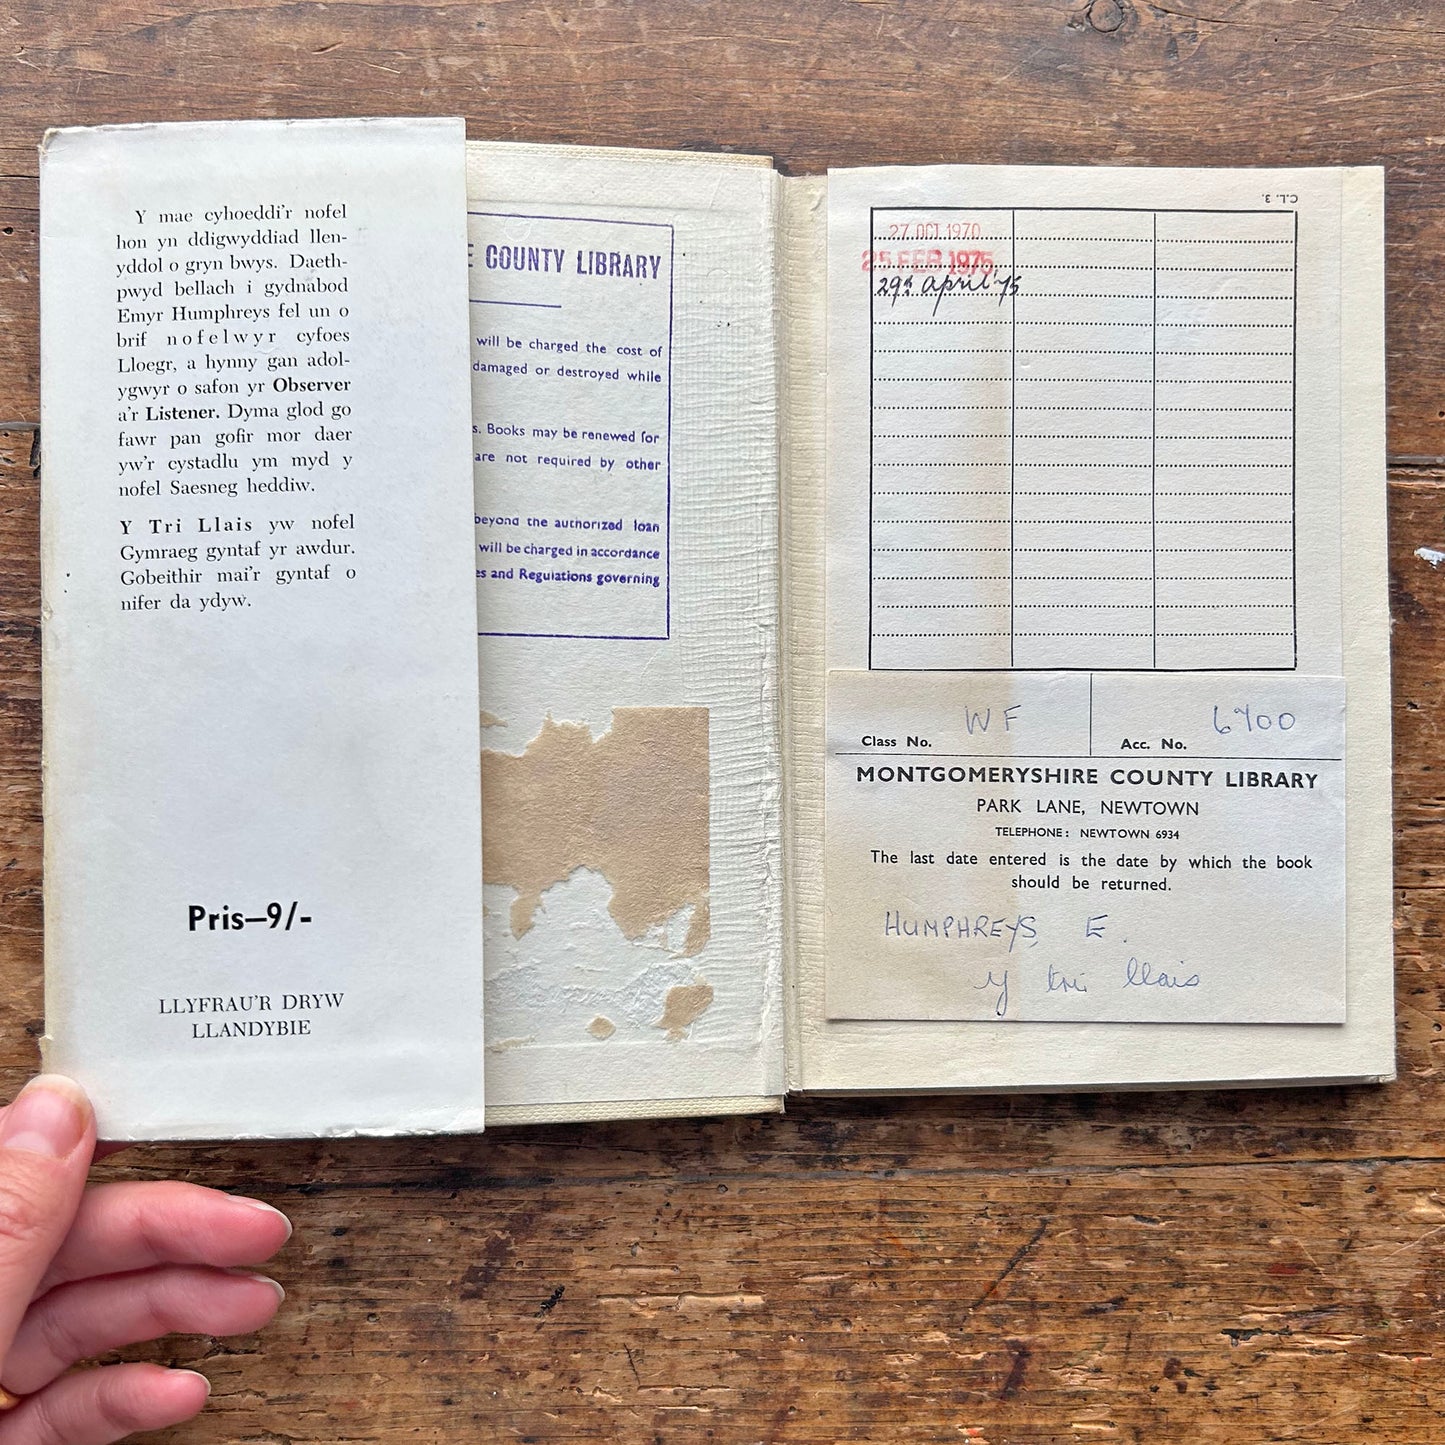 Y mae cyhoeddi'r nofel
hon yn ddigwyddiad llen-
yddol o gryn bwys. Daeth-
pwyd bellach i gydnabod
Emyr Humphreys fel un o
brif nofelwyr cyfoes
Lloegr, a hynny gan adol-
ygwyr o safon yr Observer
a'r Listener. Dyma glod go
fawr pan gofir mor daer
yw'r cystadlu ym myd y
nofel Saesneg heddiw.
Y Tri Llais yw nofel
Gymraeg gyntaf yr awdur.
Gobeithir mai'r gyntaf o
nifer da ydyw.
Pris—9/-
LLYFRAU'R DRYW
LLANDYBIE
E COUNTY LIBRARY
will be charged the cost of
damaged or destroyed while
s. Books may be renewed for
are not required by other
beyond the authorized loan
will be charged in accordance
es and Regulations governing
C.L. 3.
27. OCT 1970
25 FEB 1975
29th april '75
Class No. WF
Acc. No. 6400
MONTGOMERYSHIRE COUNTY LIBRARY
PARK LANE, NEWTOWN
TELEPHONE: NEWTOWN 6934
The last date entered is the date by which the book
should be returned.
HUMPHREYS, E.
Y tri llais